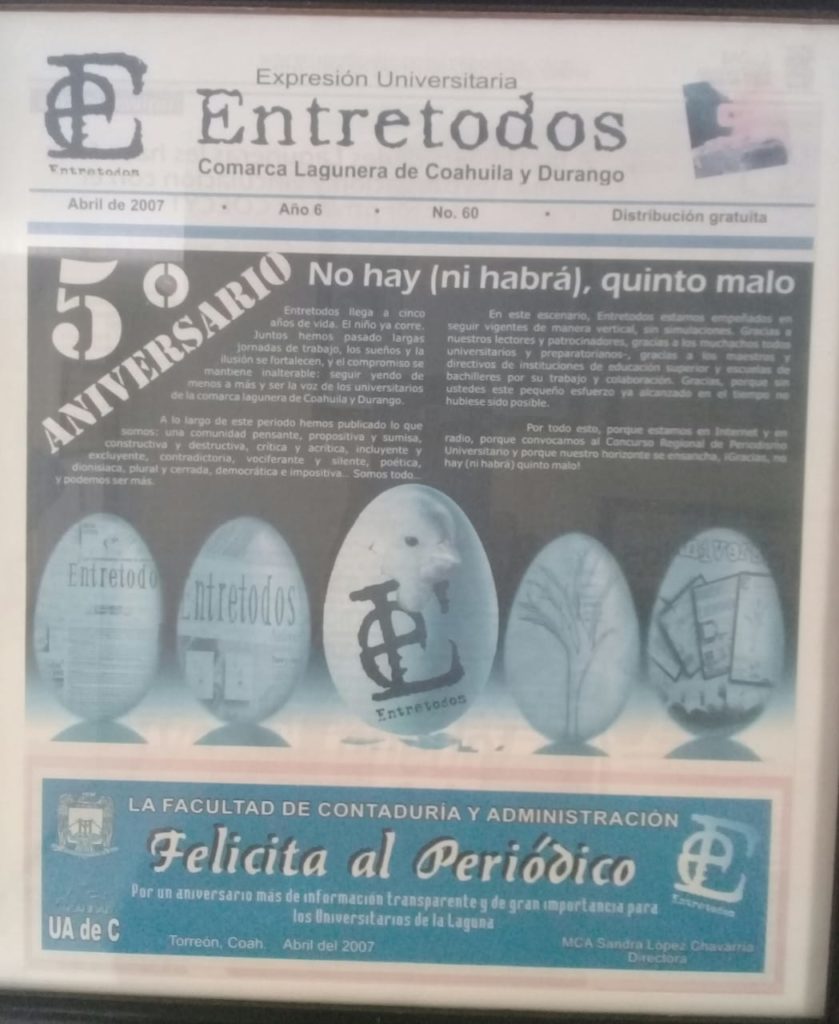 Entretodos
Expresión Universitaria
Entretodos
Comarca Lagunera de Coahuila y Durango
Abril de 2007 • Año 6 • No. 60 • Distribución gratuita
5º
ANIVERSARIO
No hay (ni habrá), quinto malo
Entretodos llega a cinco
años de vida. El niño ya corre.
Juntos hemos pasado largas
jornadas de trabajo, los sueños y la
ilusión se fortalecen, y el compromiso se
mantiene inalterable: seguir yendo de
menos a más y ser la voz de los universitarios
de la comarca lagunera de Coahuila y Durango.
A lo largo de este periodo hemos publicado lo que
somos: una comunidad pensante, propositiva y sumisa,
constructiva y destructiva, crítica y acrítica, incluyente y
excluyente, contradictoria, vociferante y silente, poética,
dionisiaca, plural y cerrada, democrática e impositiva... Somos todo...
y podemos ser más.
En este escenario, Entretodos estamos empeñados en
seguir vigentes de manera vertical, sin simulaciones. Gracias a
nuestros lectores y patrocinadores, gracias a los muchachos todos
universitarios y preparatorianos-, gracias a los maestros y
directivos de instituciones de educación superior y escuelas de
bachilleres por su trabajo y colaboración. Gracias, porque sin
ustedes este pequeño esfuerzo ya alcanzado en el tiempo no
hubiese sido posible.
Por todo esto, porque estamos en Internet y en
radio, porque convocamos al Concurso Regional de Periodismo
Universitario y porque nuestro horizonte se ensancha, ¡Gracias, no
hay (ni habrá) quinto malo!
Entretodo
Entretodos
Entretodos
LA FACULTAD DE CONTADURÍA Y ADMINISTRACIÓN
Felicita al Periódico
Por un aniversario más de información transparente y de gran importancia para
los Universitarios de la Laguna
UA de C
Entretodos
Torreón, Coah. Abril del 2007
MCA Sandra López Chavarría
Directora